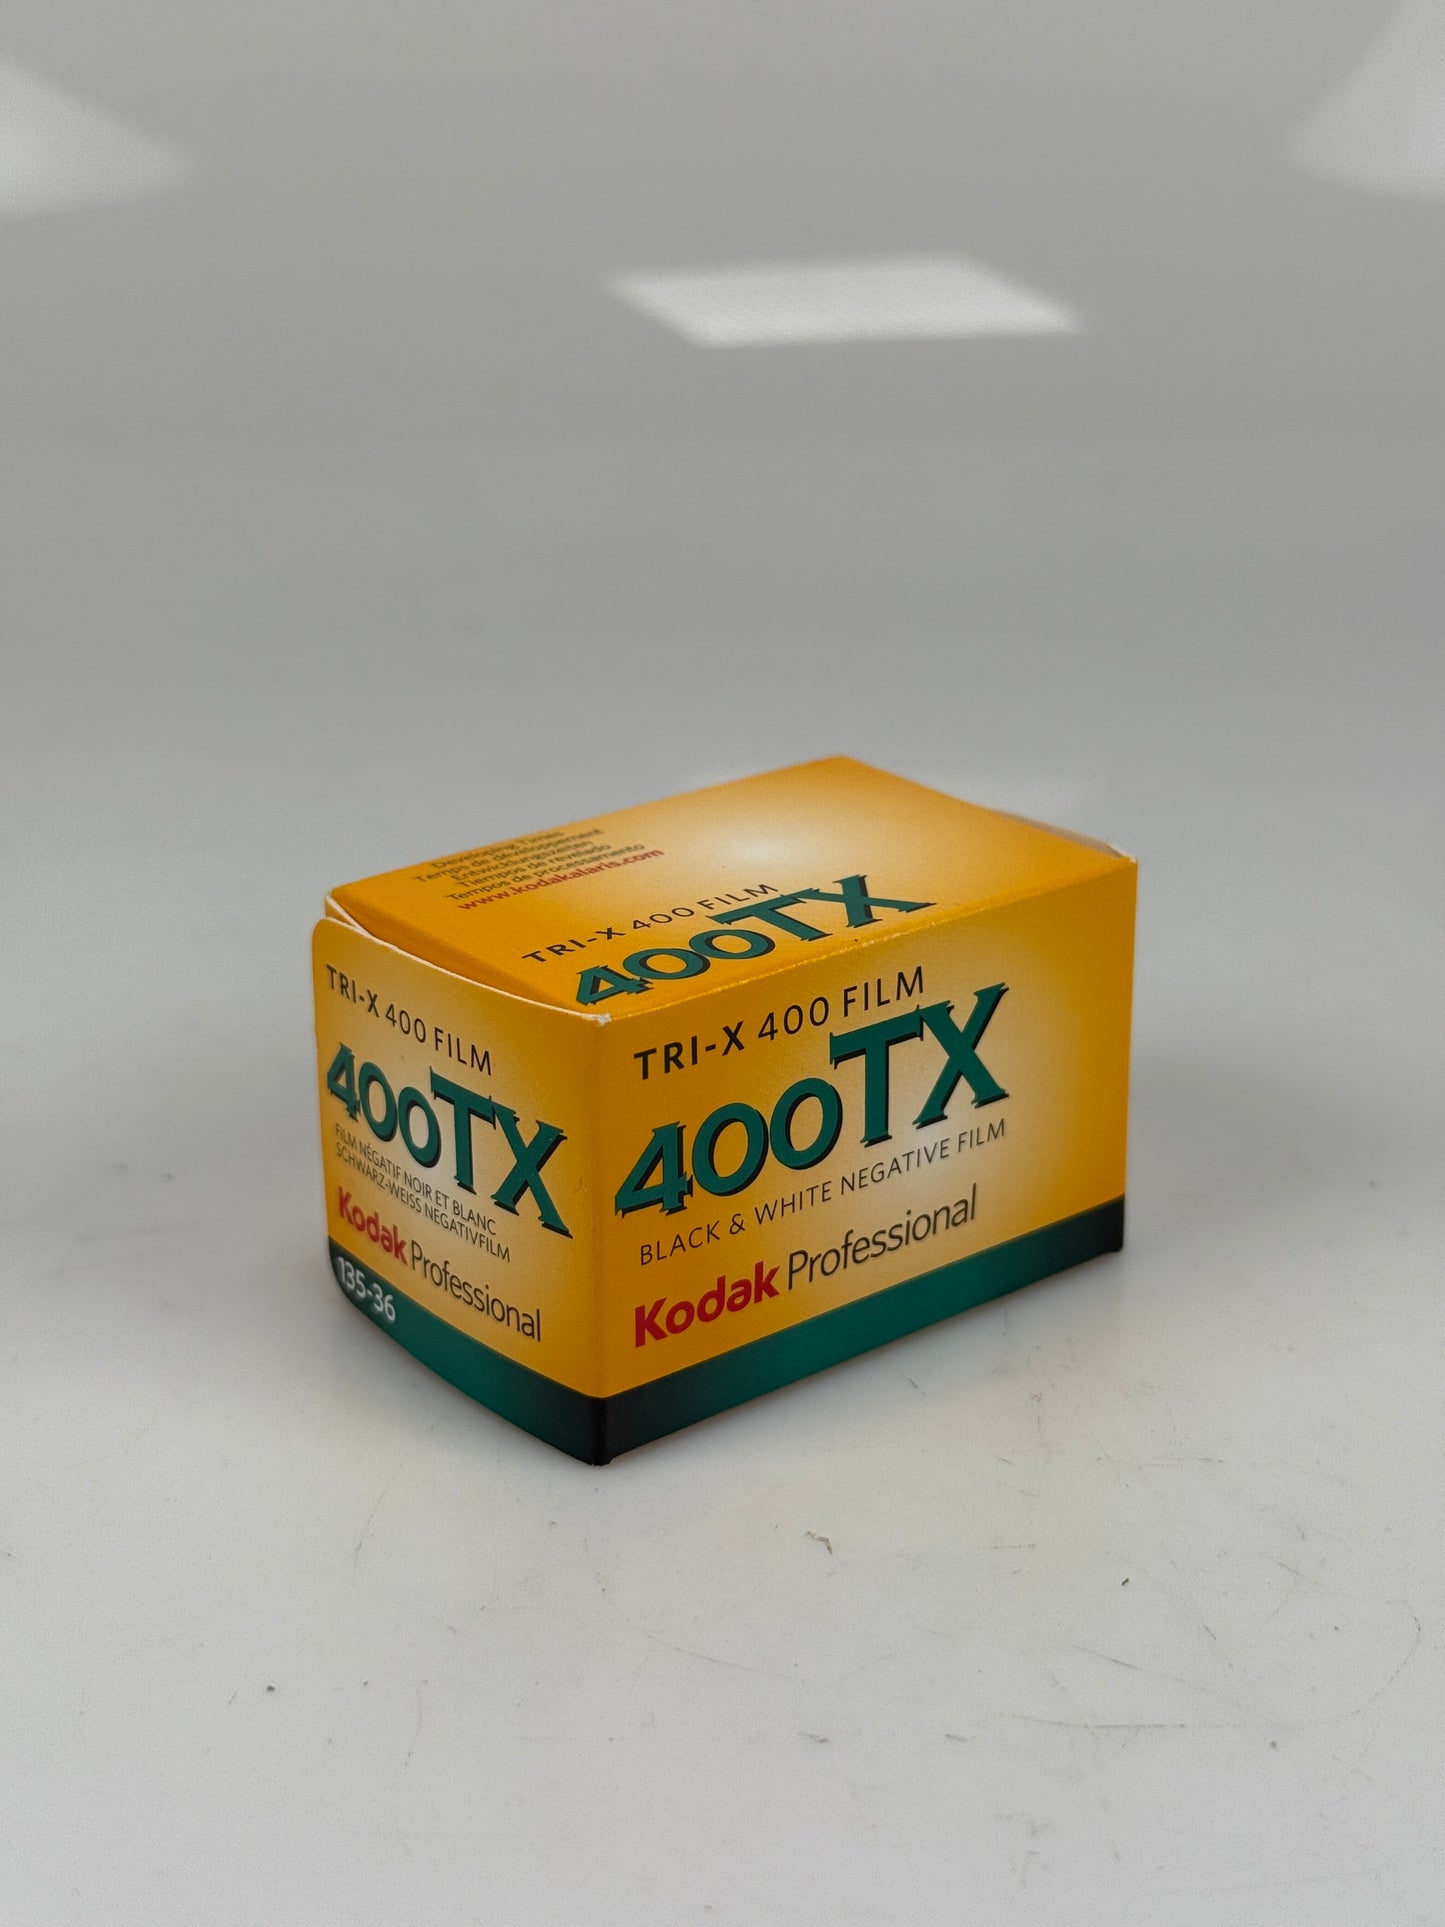 Developing Times
Temps de développement
Entwicklungszeiten
Tiempos de revelado
Tempos de processamento
www.kodakalaris.com
TRI-X 400 FILM
400TX
TRI-X 400 FILM
400TX
FILM NÉGATIF NOIR ET BLANC
SCHWARZ-WEISS NEGATIVFILM
Kodak Professional
135-36
TRI-X 400 FILM
400TX
BLACK & WHITE NEGATIVE FILM
Kodak Professional